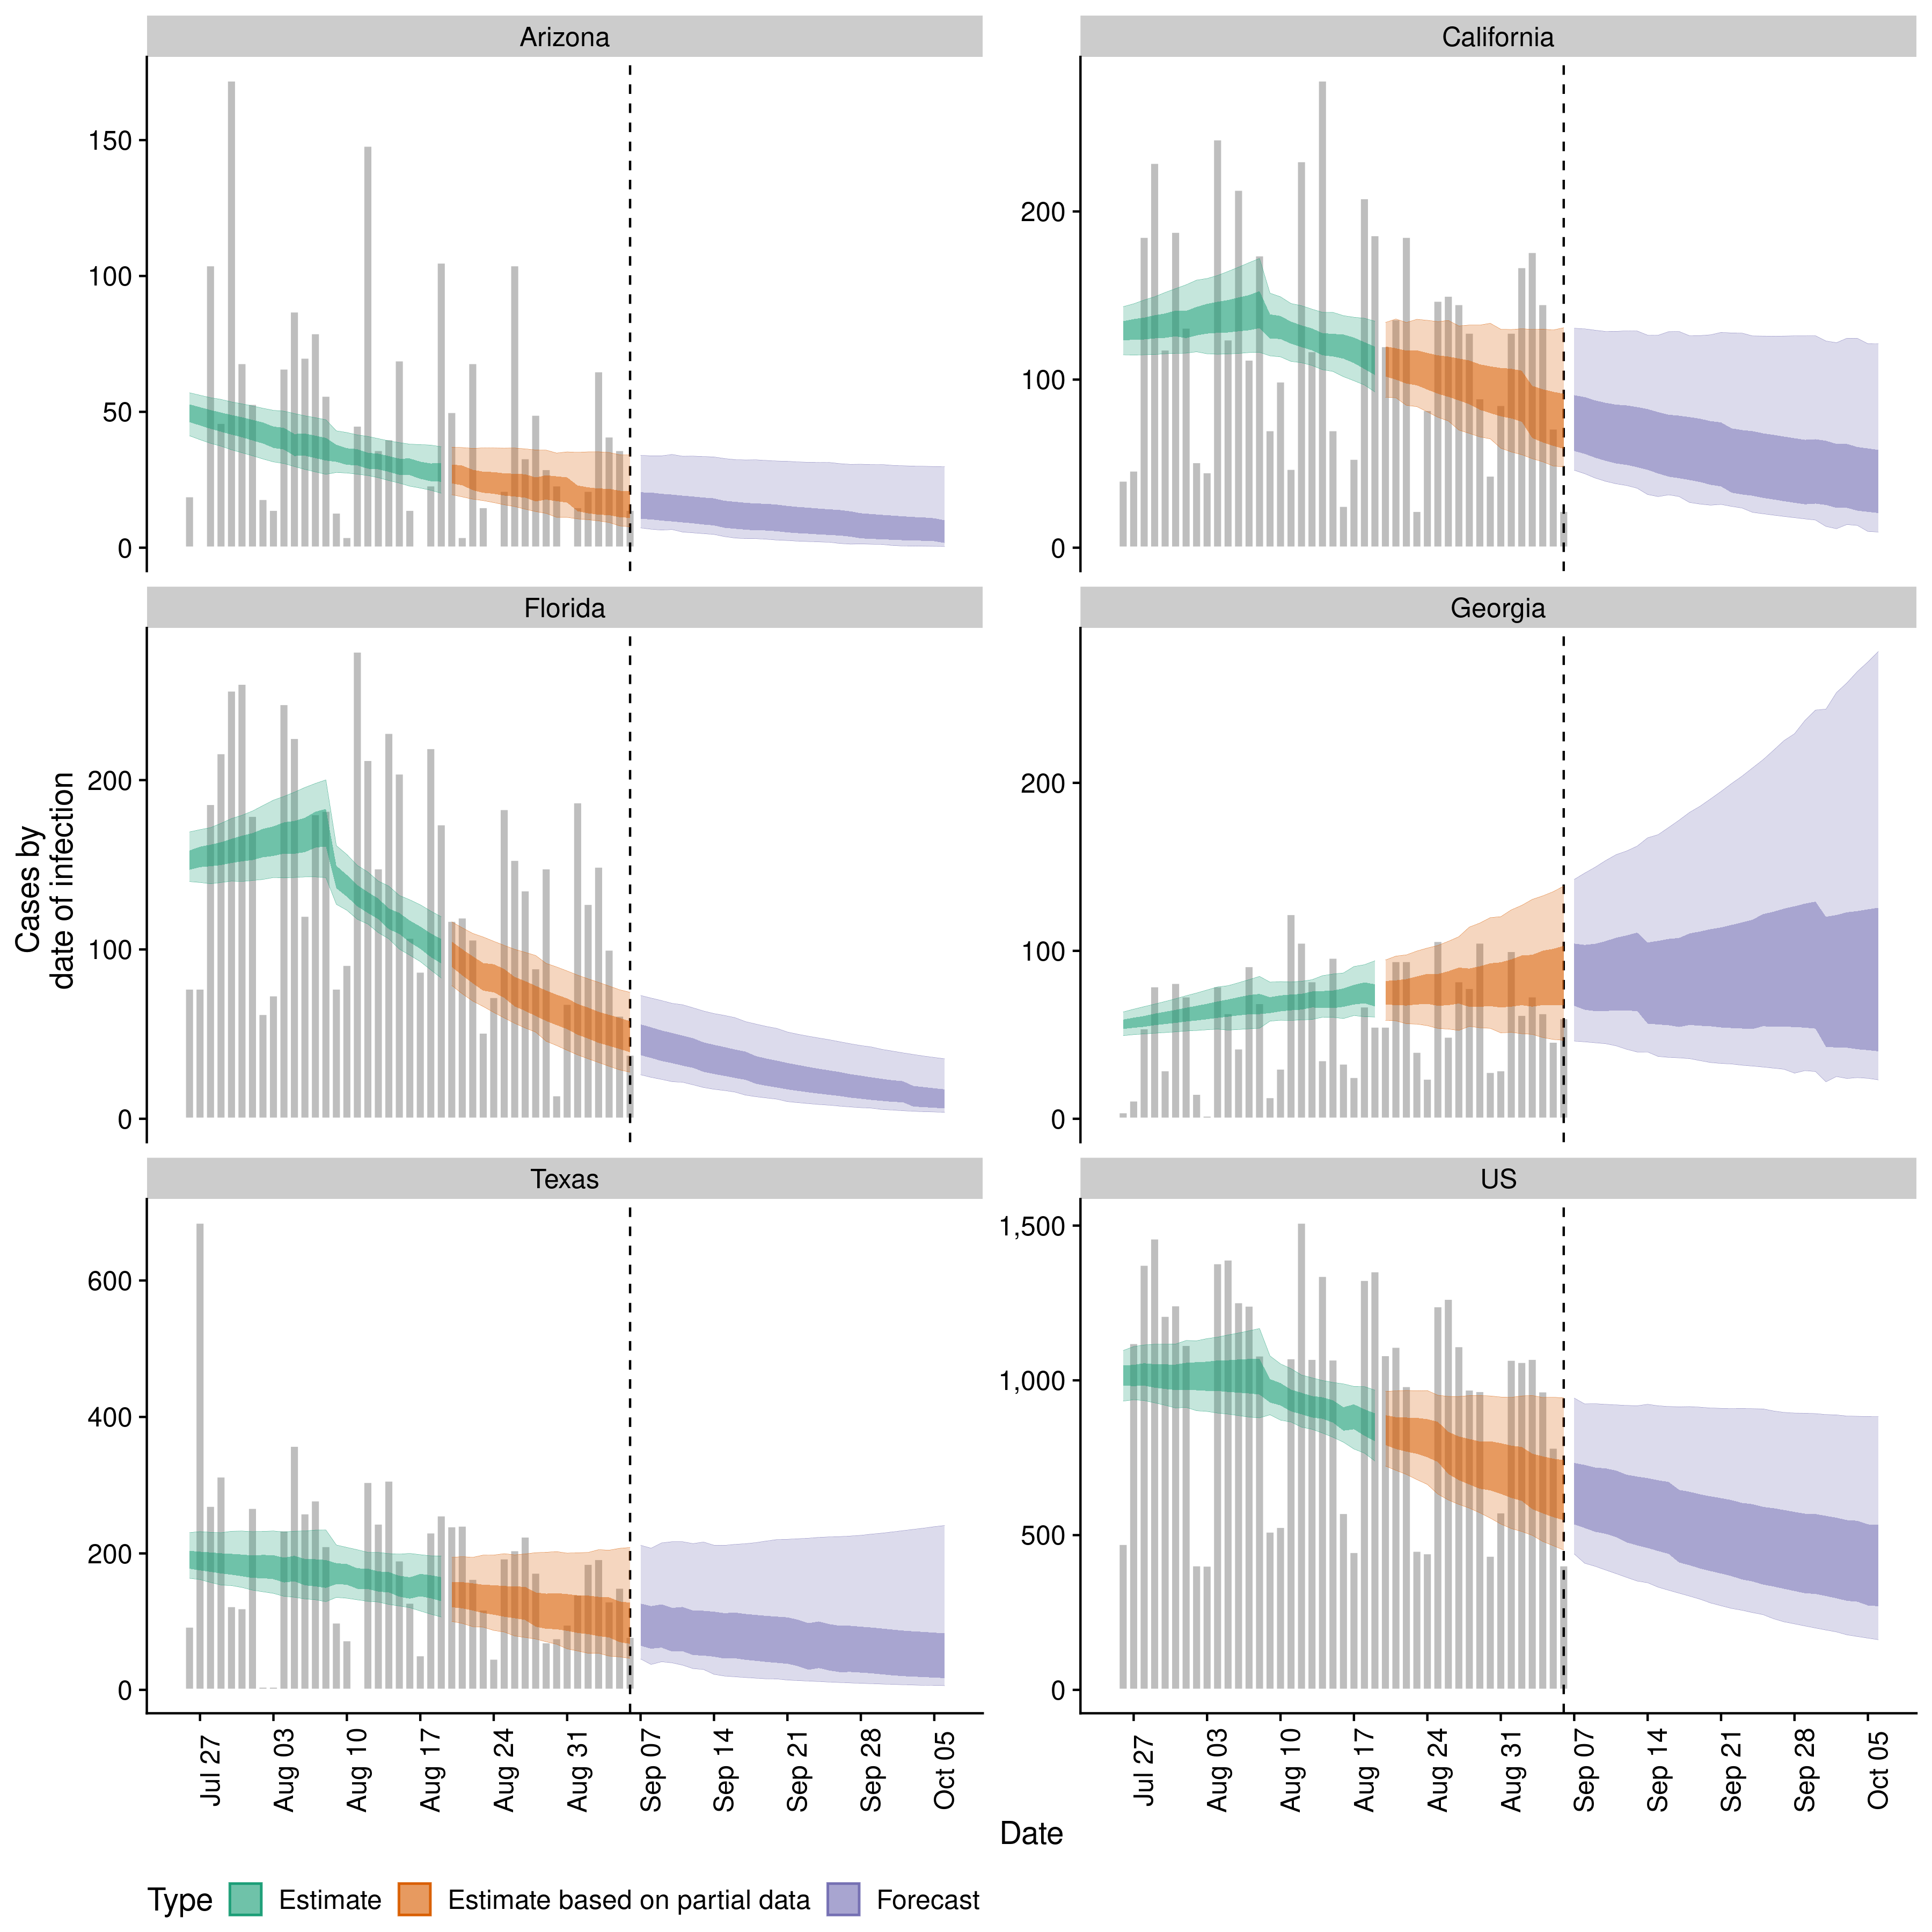 Arizona
California
150
100
50
0
200
100
0
Florida
Georgia
Cases by
date of infection
200
100
0
200
100
0
Texas
US
600
400
200
0
1,500
1,000
500
0
Jul 27
Aug 03
Aug 10
Aug 17
Aug 24
Aug 31
Sep 07
Sep 14
Sep 21
Sep 28
Oct 05
Jul 27
Aug 03
Aug 10
Aug 17
Aug 24
Aug 31
Sep 07
Sep 14
Sep 21
Sep 28
Oct 05
Date
Type Estimate Estimate based on partial data Forecast